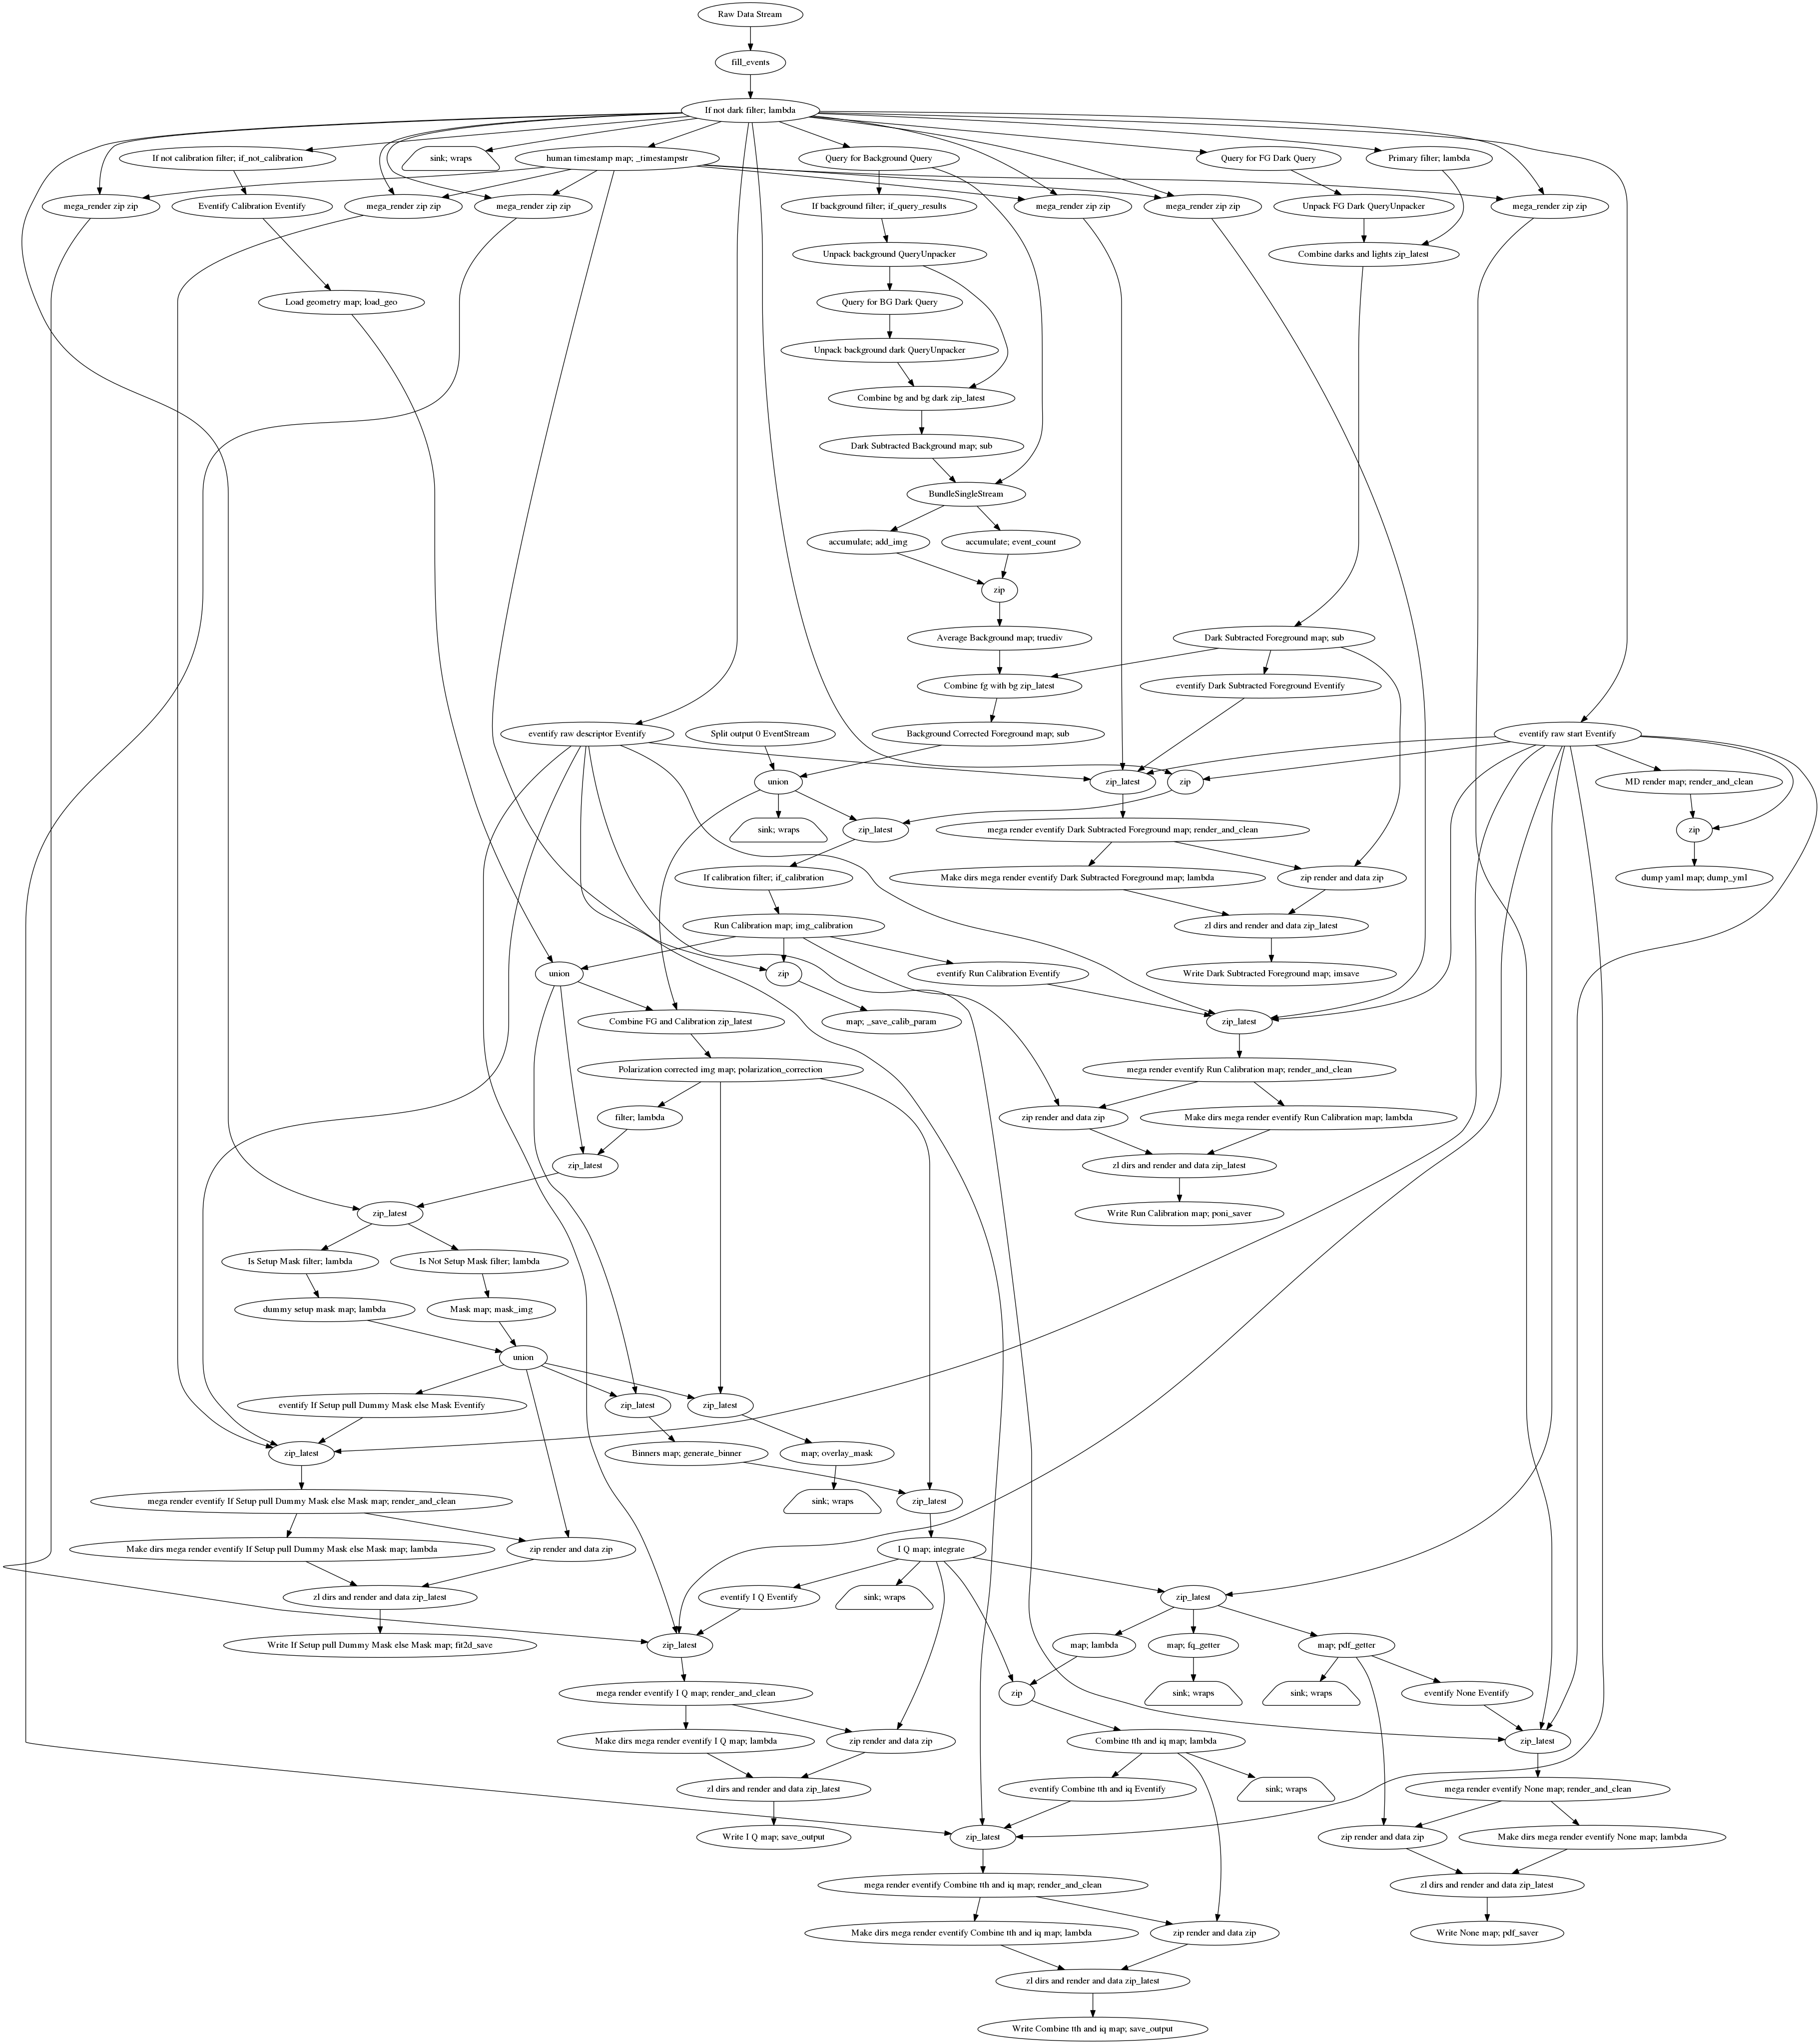 Raw Data Stream
fill_events
If not dark filter; lambda
If not calibration filter; if_not_calibration
sink; wraps
human timestamp map; _timestampstr
Query for Background Query
Query for FG Dark Query
Primary filter; lambda
mega_render zip zip
Eventify Calibration Eventify
mega_render zip zip
mega_render zip zip
If background filter; if_query_results
mega_render zip zip
mega_render zip zip
Unpack FG Dark QueryUnpacker
mega_render zip zip
Unpack background QueryUnpacker
Combine darks and lights zip_latest
Load geometry map; load_geo
Query for BG Dark Query
Unpack background dark QueryUnpacker
Combine bg and bg dark zip_latest
Dark Subtracted Background map; sub
BundleSingleStream
accumulate; add_img
accumulate; event_count
zip
Average Background map; truediv
Dark Subtracted Foreground map; sub
Combine fg with bg zip_latest
eventify Dark Subtracted Foreground Eventify
eventify raw descriptor Eventify
Split output 0 EventStream
Background Corrected Foreground map; sub
eventify raw start Eventify
union
zip_latest
zip
MD render map; render_and_clean
sink; wraps
zip_latest
mega render eventify Dark Subtracted Foreground map; render_and_clean
zip
If calibration filter; if_calibration
Make dirs mega render eventify Dark Subtracted Foreground map; lambda
zip render and data zip
dump yaml map; dump_yml
Run Calibration map; img_calibration
zl dirs and render and data zip_latest
union
zip
eventify Run Calibration Eventify
Write Dark Subtracted Foreground map; imsave
Combine FG and Calibration zip_latest
map; _save_calib_param
zip_latest
Polarization corrected img map; polarization_correction
mega render eventify Run Calibration map; render_and_clean
filter; lambda
zip render and data zip
Make dirs mega render eventify Run Calibration map; lambda
zip_latest
zl dirs and render and data zip_latest
zip_latest
Write Run Calibration map; poni_saver
Is Setup Mask filter; lambda
Is Not Setup Mask filter; lambda
dummy setup mask map; lambda
Mask map; mask_img
union
eventify If Setup pull Dummy Mask else Mask Eventify
zip_latest
zip_latest
zip_latest
Binners map; generate_binner
map; overlay_mask
mega render eventify If Setup pull Dummy Mask else Mask map; render_and_clean
sink; wraps
zip_latest
Make dirs mega render eventify If Setup pull Dummy Mask else Mask map; lambda
zip render and data zip
I Q map; integrate
zl dirs and render and data zip_latest
eventify I Q Eventify
sink; wraps
zip_latest
Write If Setup pull Dummy Mask else Mask map; fit2d_save
zip_latest
map; lambda
map; fq_getter
map; pdf_getter
mega render eventify I Q map; render_and_clean
zip
sink; wraps
sink; wraps
eventify None Eventify
Make dirs mega render eventify I Q map; lambda
zip render and data zip
Combine tth and iq map; lambda
zip_latest
zl dirs and render and data zip_latest
eventify Combine tth and iq Eventify
sink; wraps
mega render eventify None map; render_and_clean
Write I Q map; save_output
zip_latest
zip render and data zip
Make dirs mega render eventify None map; lambda
mega render eventify Combine tth and iq map; render_and_clean
zl dirs and render and data zip_latest
Make dirs mega render eventify Combine tth and iq map; lambda
zip render and data zip
Write None map; pdf_saver
zl dirs and render and data zip_latest
Write Combine tth and iq map; save_output